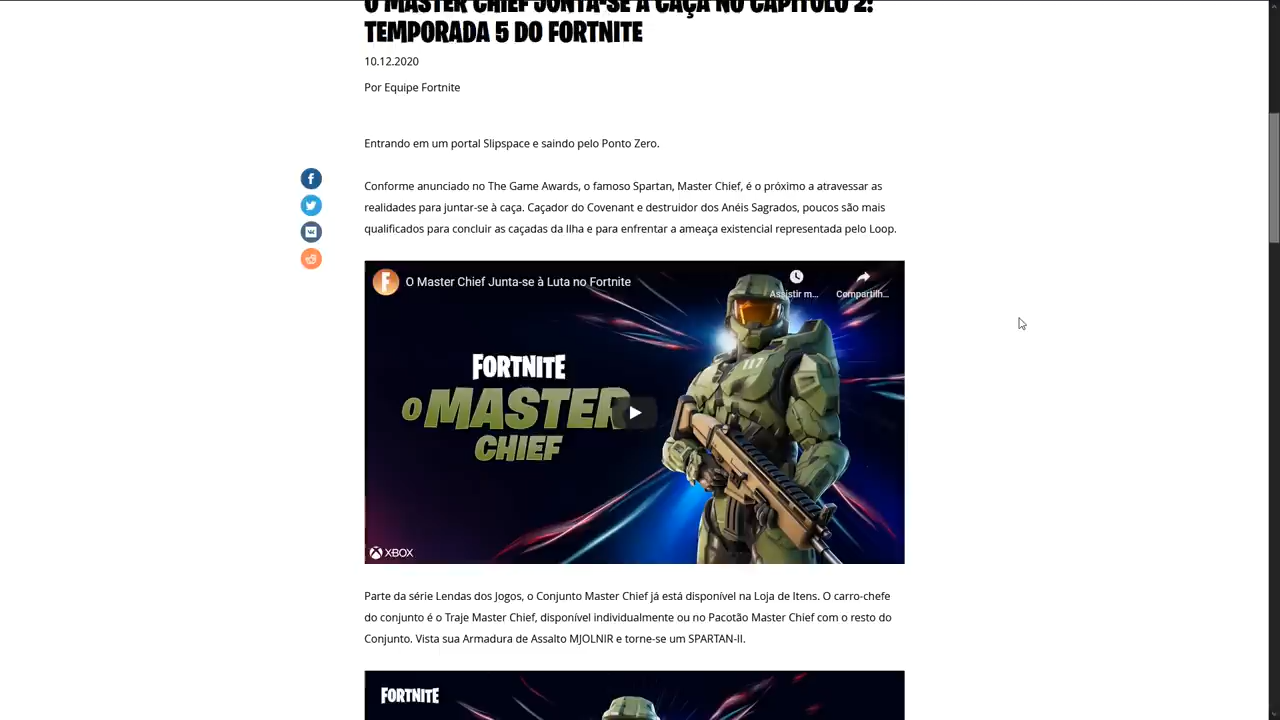 O MASTER CHIEF JUNTA-SE À CAÇA NO CAPÍTULO 2:
TEMPORADA 5 DO FORTNITE
10.12.2020
Por Equipe Fortnite
Entrando em um portal Slipspace e saindo pelo Ponto Zero.
Conforme anunciado no The Game Awards, o famoso Spartan, Master Chief, é o próximo a atravessar as
realidades para juntar-se à caça. Caçador do Covenant e destruidor dos Anéis Sagrados, poucos são mais
qualificados para concluir as caçadas da Ilha e para enfrentar a ameaça existencial representada pelo Loop.
O Master Chief Junta-se à Luta no Fortnite
Assistir m...
Compartilh...
FORTNITE
O MASTER
CHIEF
117
XBOX
Parte da série Lendas dos Jogos, o Conjunto Master Chief já está disponível na Loja de Itens. O carro-chefe
do conjunto é o Traje Master Chief, disponível individualmente ou no Pacotão Master Chief com o resto do
Conjunto. Vista sua Armadura de Assalto MJOLNIR e torne-se um SPARTAN-II.
FORTNITE